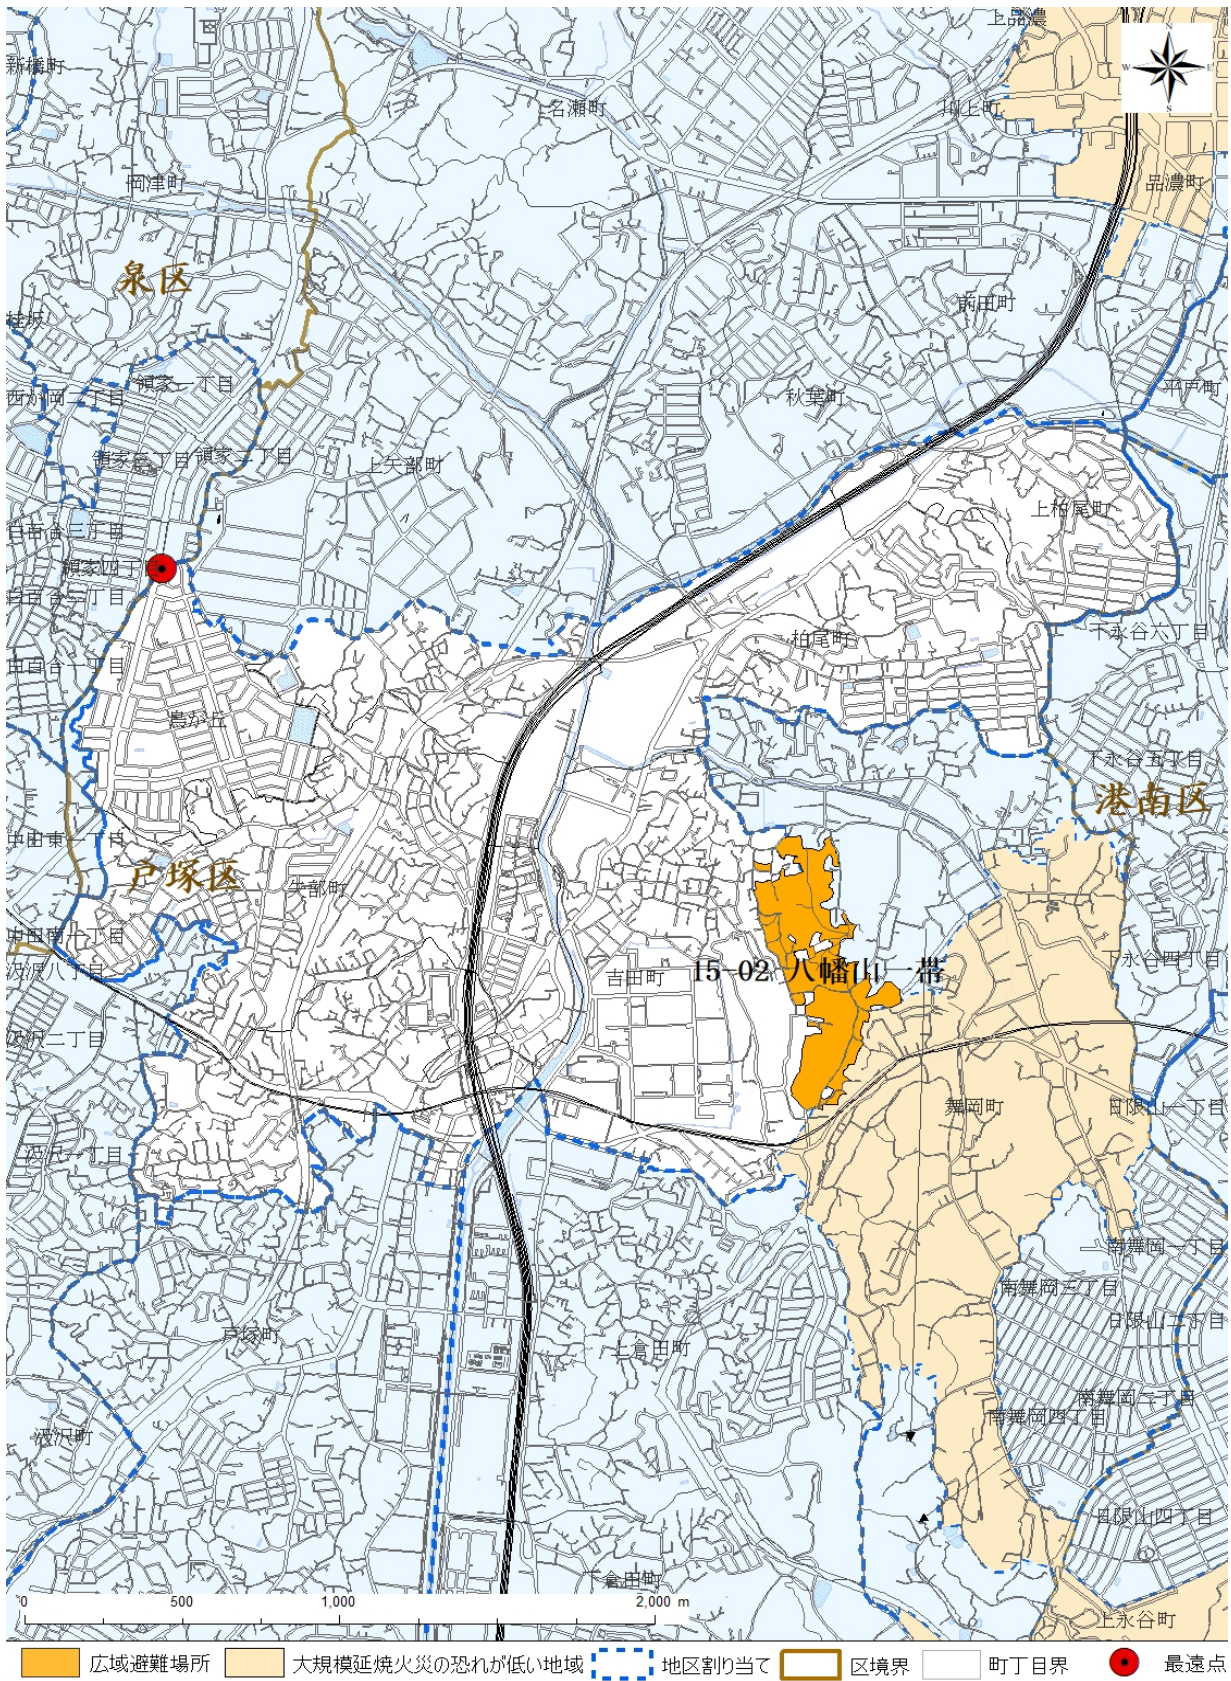 上品濃
N
W
E
S
新橋町
名瀬町
川上町
岡津町
品濃町
泉区
前田町
桂坂
領家一丁目
西が岡二丁目
秋葉町
平戸町
領家二丁目
領家三丁目
上矢部町
上柏尾町
白百合三丁目
領家四丁目
白百合二丁目
下永谷六丁目
柏尾町
白百合一丁目
鳥が丘
下永谷五丁目
港南区
中田東一丁目
戸塚区
矢部町
中田南一丁目
下永谷四丁目
汲沢八丁目
吉田町
15-02 八幡山一帯
汲沢二丁目
舞岡町
日限山一丁目
汲沢一丁目
南舞岡一丁目
南舞岡三丁目
日限山二丁目
戸塚町
上倉田町
南舞岡二丁目
南舞岡四丁目
汲沢町
日限山四丁目
下倉田町
0 500 1,000 2,000 m
上永谷町
広域避難場所 大規模延焼火災の恐れが低い地域 地区割り当て 区境界 町丁目界 最遠点